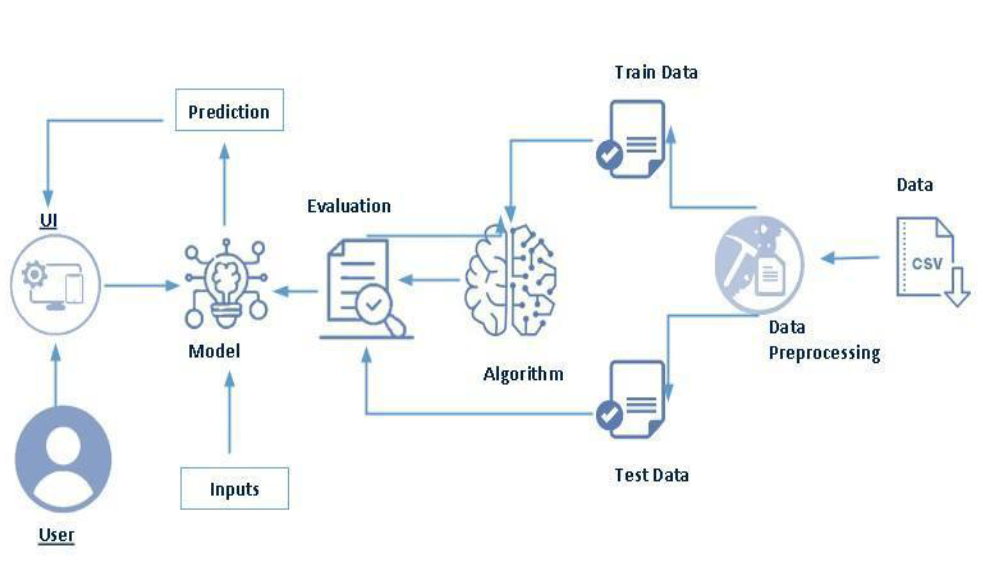 Train Data
Prediction
Data
Evaluation
UI
CSV
Data
Preprocessing
Model
Algorithm
Test Data
Inputs
User